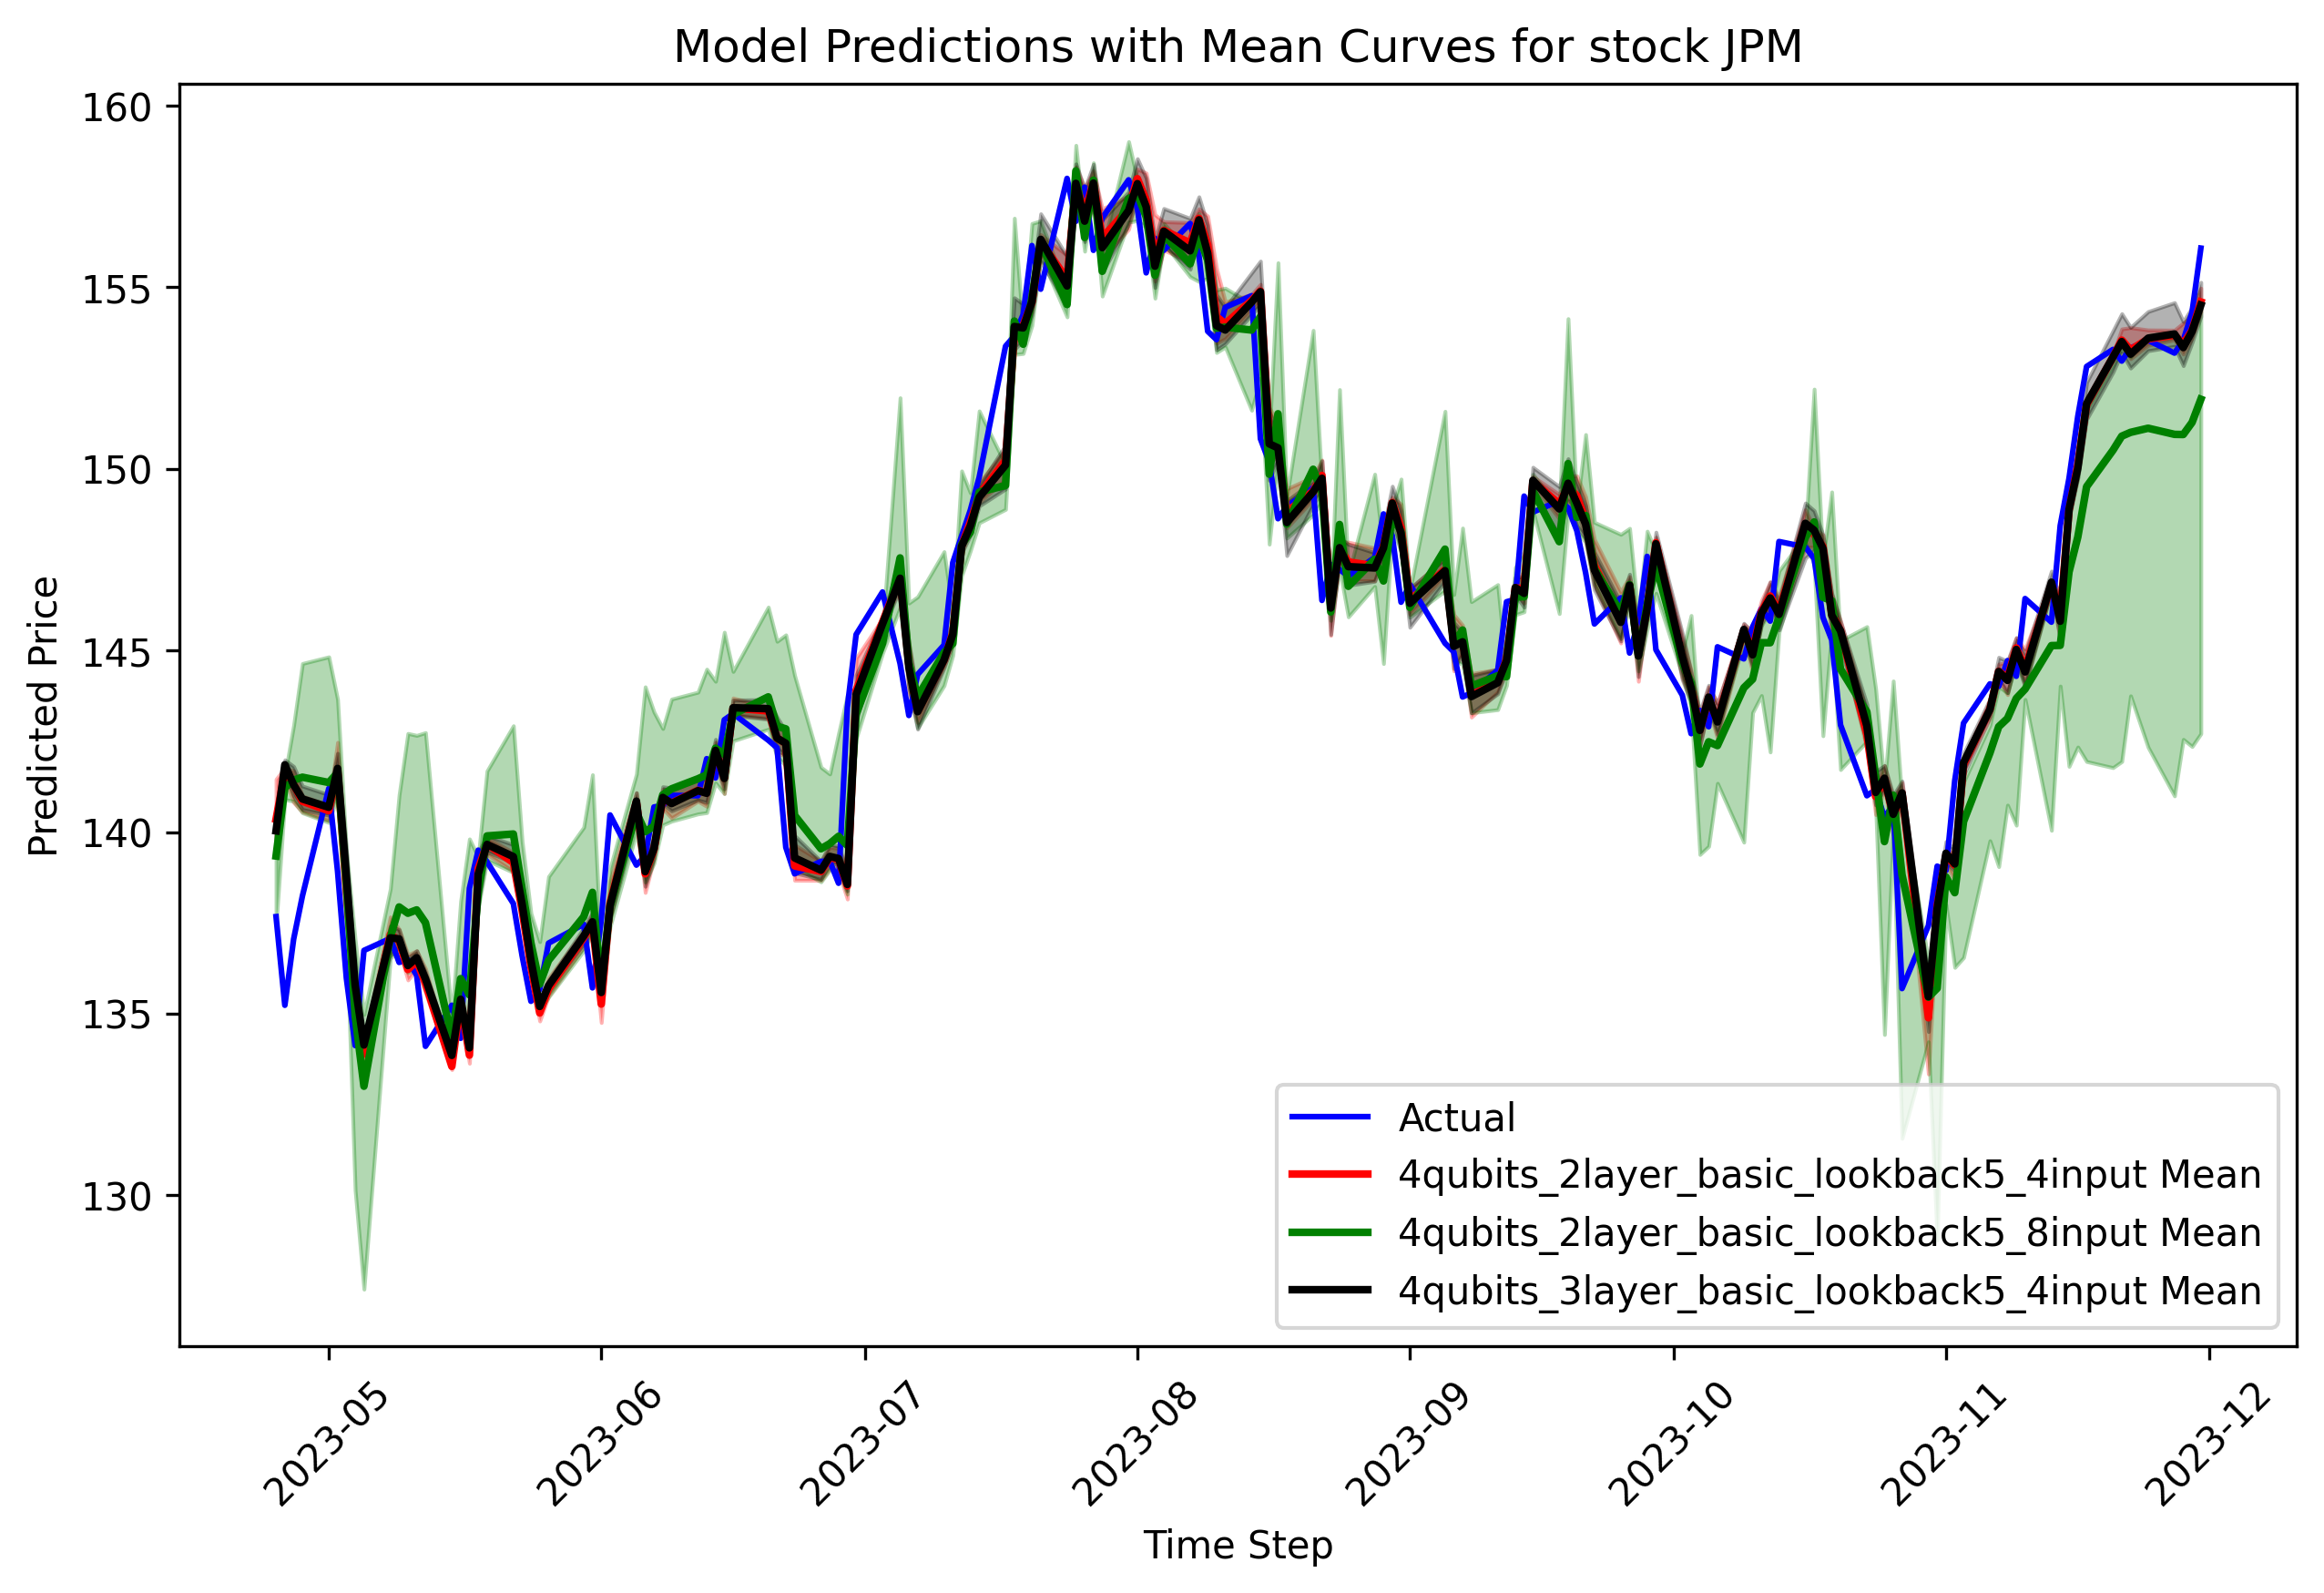 Model Predictions with Mean Curves for stock JPM
Predicted Price
160
155
150
145
140
135
130
Actual
4qubits_2layer_basic_lookback5_4input Mean
4qubits_2layer_basic_lookback5_8input Mean
4qubits_3layer_basic_lookback5_4input Mean
2023-05
2023-06
2023-07
2023-08
2023-09
2023-10
2023-11
2023-12
Time Step